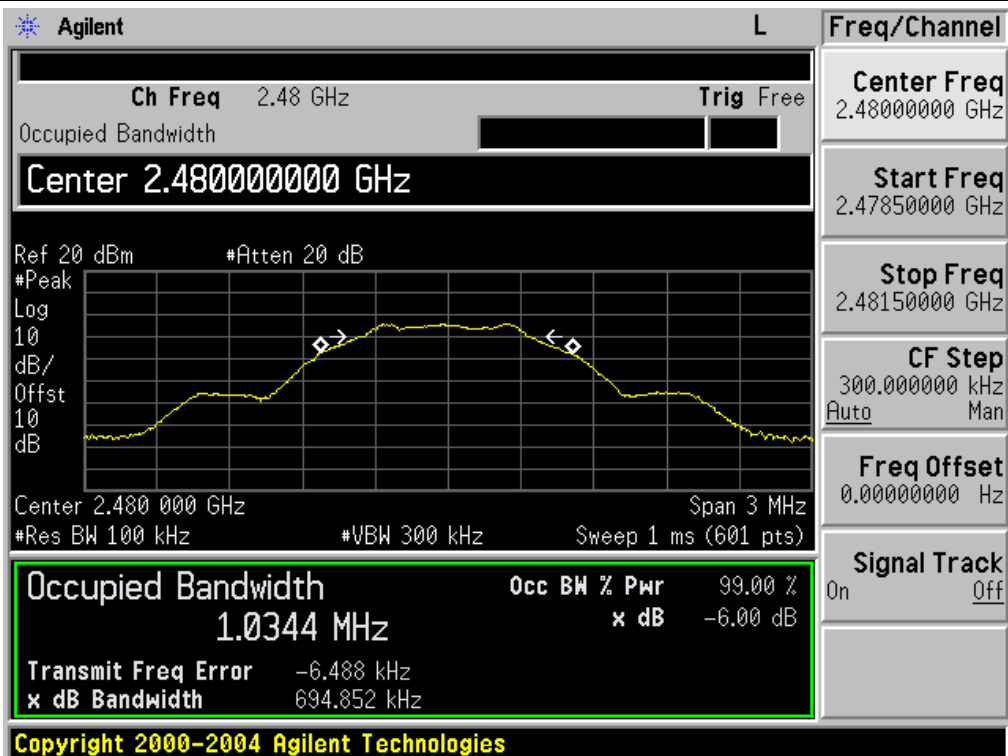 Agilent L Freq/Channel
Ch Freq 2.48 GHz Trig Free
Occupied Bandwidth
Center 2.480000000 GHz
Ref 20 dBm #Atten 20 dB
#Peak
Log
10
dB/
Offst
10
dB
Center 2.480 000 GHz Span 3 MHz
#Res BW 100 kHz #VBW 300 kHz Sweep 1 ms (601 pts)
Occupied Bandwidth Occ BW % Pwr 99.00 %
1.0344 MHz x dB -6.00 dB
Transmit Freq Error -6.488 kHz
x dB Bandwidth 694.852 kHz
Center Freq
2.48000000 GHz
Start Freq
2.47850000 GHz
Stop Freq
2.48150000 GHz
CF Step
300.000000 kHz
Auto Man
Freq Offset
0.00000000 Hz
Signal Track
On Off
Copyright 2000-2004 Agilent Technologies